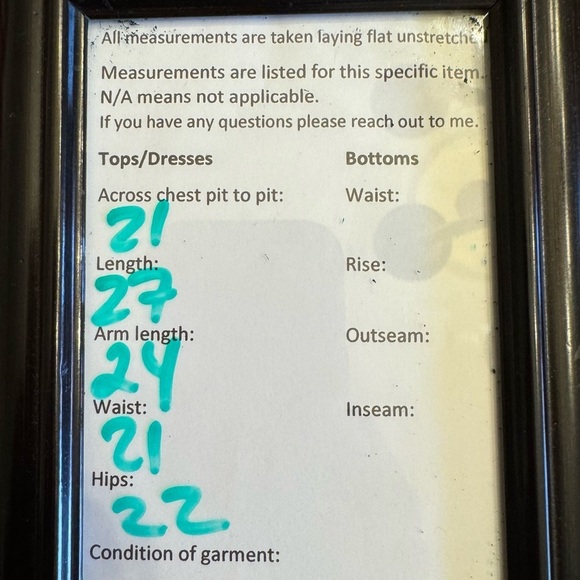 All measurements are taken laying flat unstretche
Measurements are listed for this specific item.
N/A means not applicable.
If you have any questions please reach out to me.
Tops/Dresses Bottoms
Across chest pit to pit: Waist:
21
Length: Rise:
27
Arm length: Outseam:
24
Waist: Inseam:
21
Hips:
22
Condition of garment: